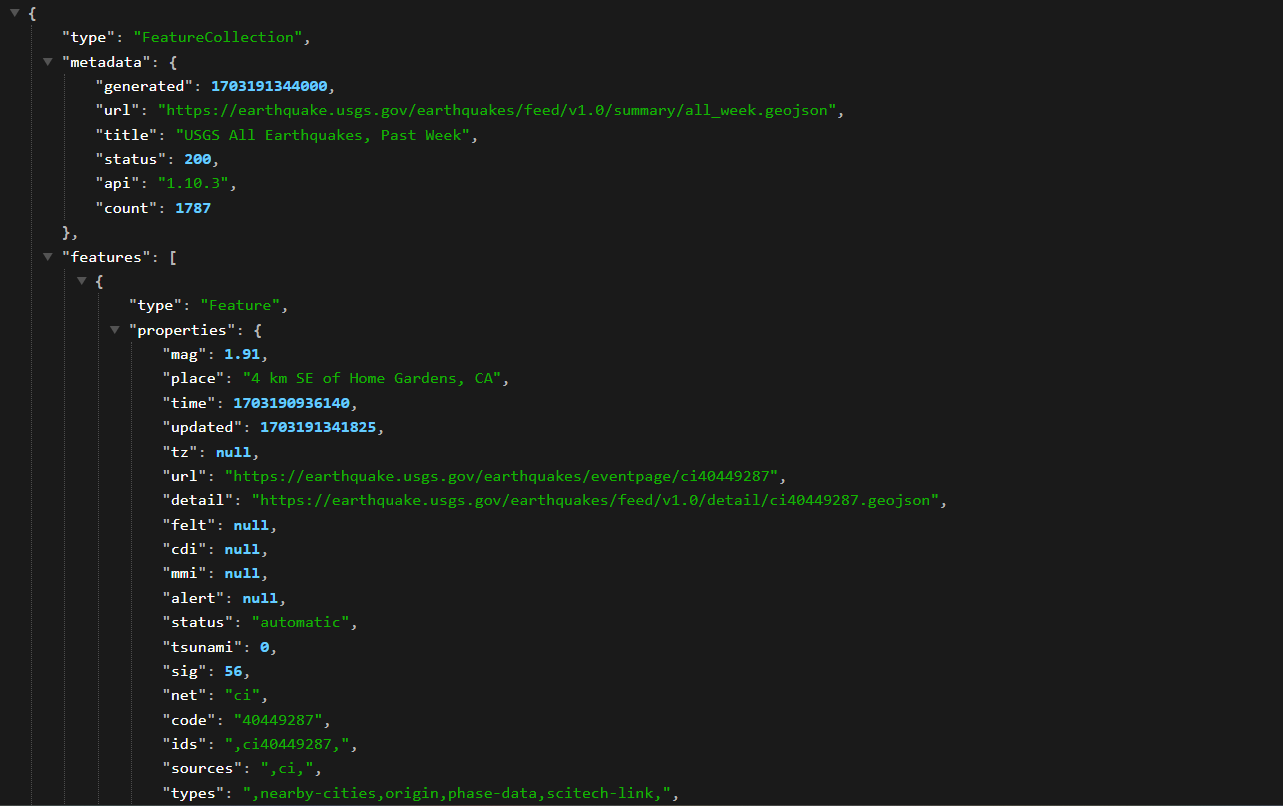 {
"type": "FeatureCollection",
"metadata": {
"generated": 1703191344000,
"url": "https://earthquake.usgs.gov/earthquakes/feed/v1.0/summary/all_week.geojson",
"title": "USGS All Earthquakes, Past Week",
"status": 200,
"api": "1.10.3",
"count": 1787
},
"features": [
{
"type": "Feature",
"properties": {
"mag": 1.91,
"place": "4 km SE of Home Gardens, CA",
"time": 1703190936140,
"updated": 1703191341825,
"tz": null,
"url": "https://earthquake.usgs.gov/earthquakes/eventpage/ci40449287",
"detail": "https://earthquake.usgs.gov/earthquakes/feed/v1.0/detail/ci40449287.geojson",
"felt": null,
"cdi": null,
"mmi": null,
"alert": null,
"status": "automatic",
"tsunami": 0,
"sig": 56,
"net": "ci",
"code": "40449287",
"ids": ",ci40449287,",
"sources": ",ci,",
"types": ",nearby-cities,origin,phase-data,scitech-link,",